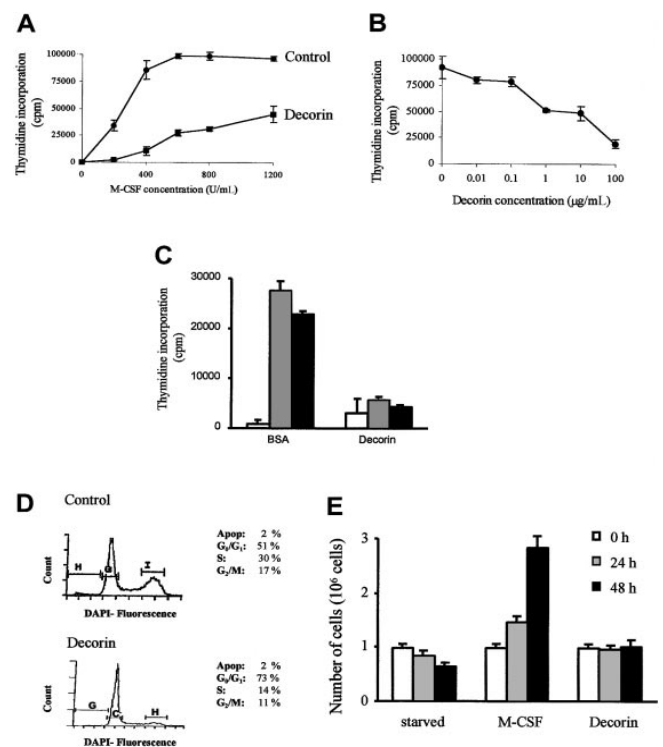 A
Thymidine incorporation
(cpm)
100000
75000
50000
25000
0
0
400
800
1200
M-CSF concentration (U/mL)
Control
Decorin
B
Thymidine incorporation
(cpm)
100000
75000
50000
25000
0
0
0.01
0.1
1
10
100
Decorin concentration (μg/mL)
C
Thymidine incorporation
(cpm)
30000
20000
10000
0
BSA
Decorin
D
Control
Count
H
G
I
DAPI- Fluorescence
Apop: 2 %
G0/G1: 51 %
S: 30 %
G2/M: 17 %
Decorin
Count
G
C
H
DAPI- Fluorescence
Apop: 2 %
G0/G1: 73 %
S: 14 %
G2/M: 11 %
E
Number of cells (10⁶ cells)
3
2
1
0
0 h
24 h
48 h
starved
M-CSF
Decorin